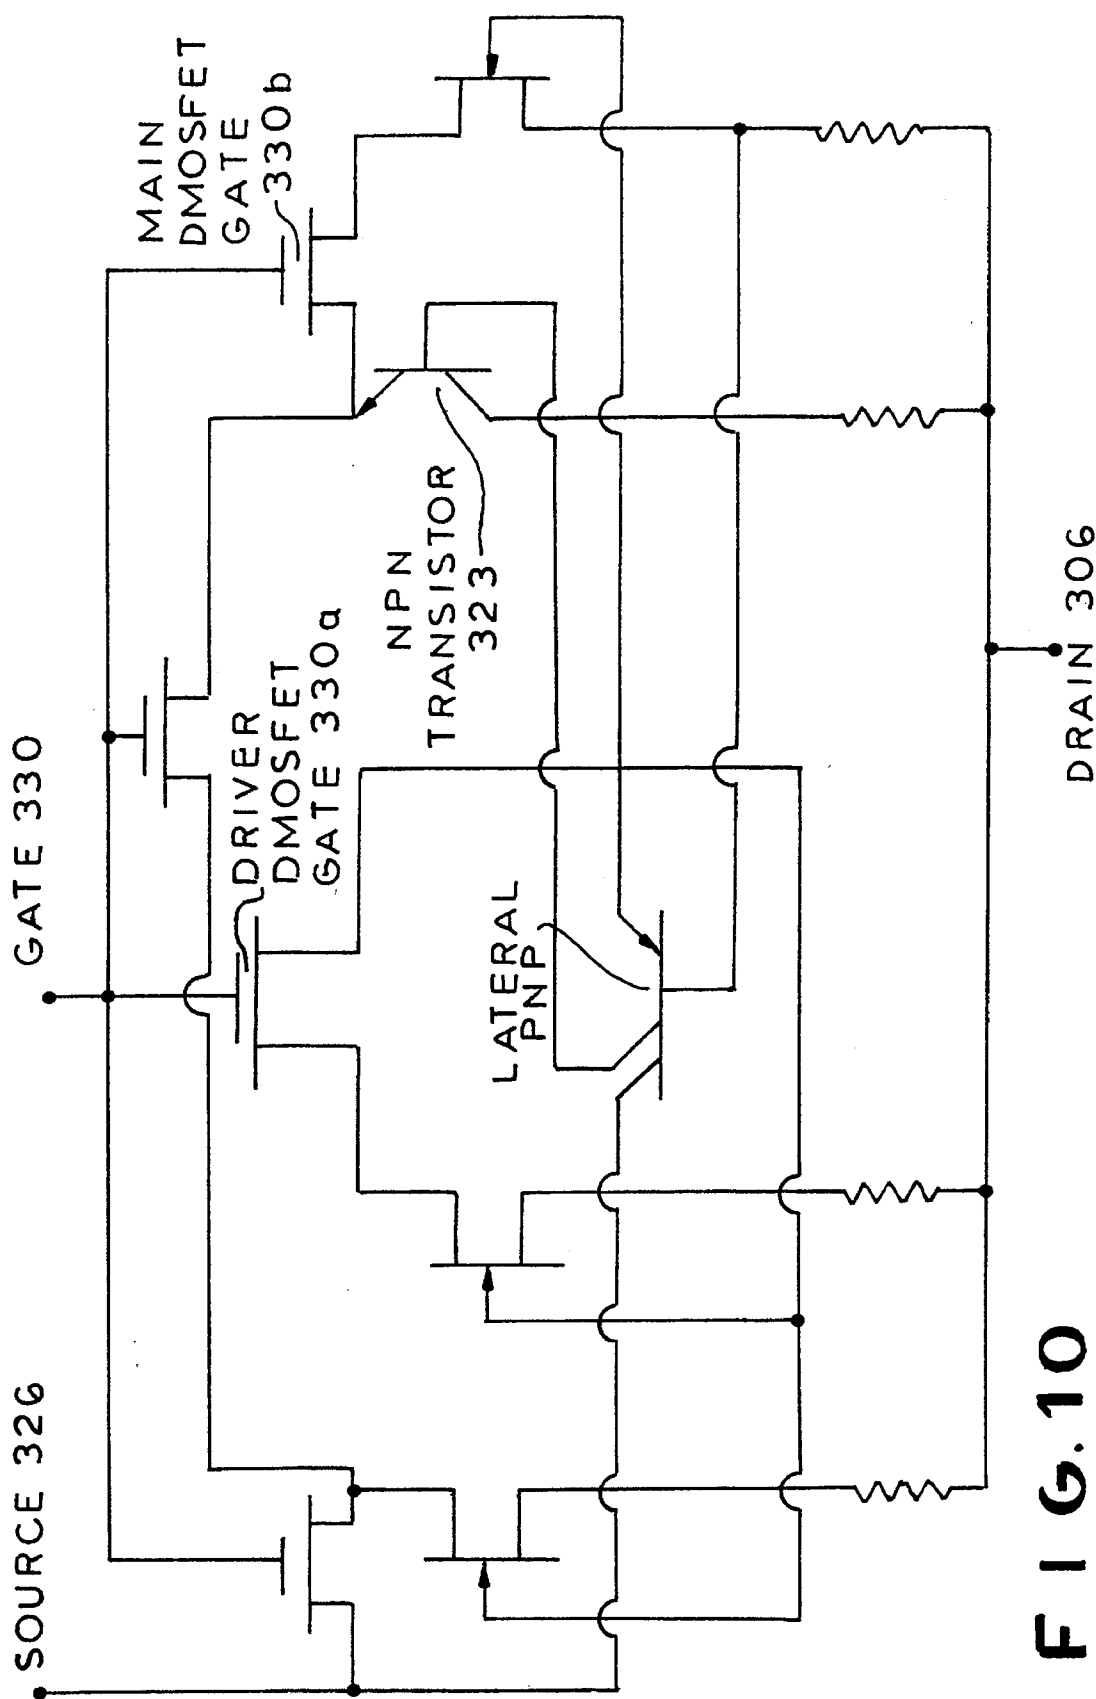 SOURCE 326
GATE 330
MAIN
DMOSFET
GATE
330b
DRIVER
DMOSFET
GATE 330a
NPN
TRANSISTOR
323
LATERAL
PNP
DRAIN 306
FIG. 10